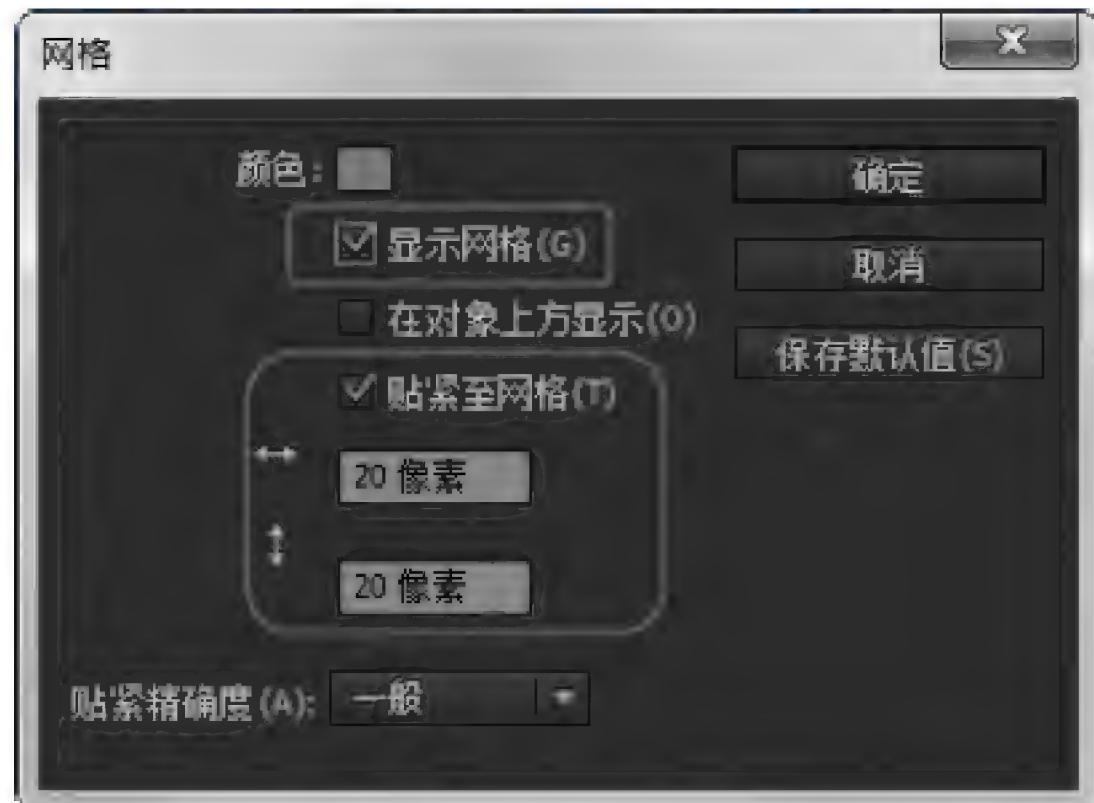 网格
颜色:
确定
显示网格(G)
取消
在对象上方显示(O)
保存默认值(S)
贴紧至网格(T)
20 像素
20 像素
贴紧精确度(A): 一般